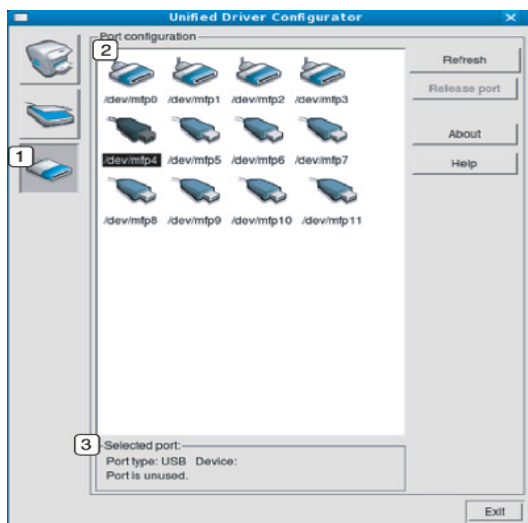 Unified Driver Configurator
Port configuration
2
/dev/mfp0 /dev/mfp1 /dev/mfp2 /dev/mfp3
/dev/mfp4 /dev/mfp5 /dev/mfp6 /dev/mfp7
/dev/mfp8 /dev/mfp9 /dev/mfp10 /dev/mfp11
1
Refresh
Release port
About
Help
3
Selected port:
Port type: USB Device:
Port is unused.
Exit